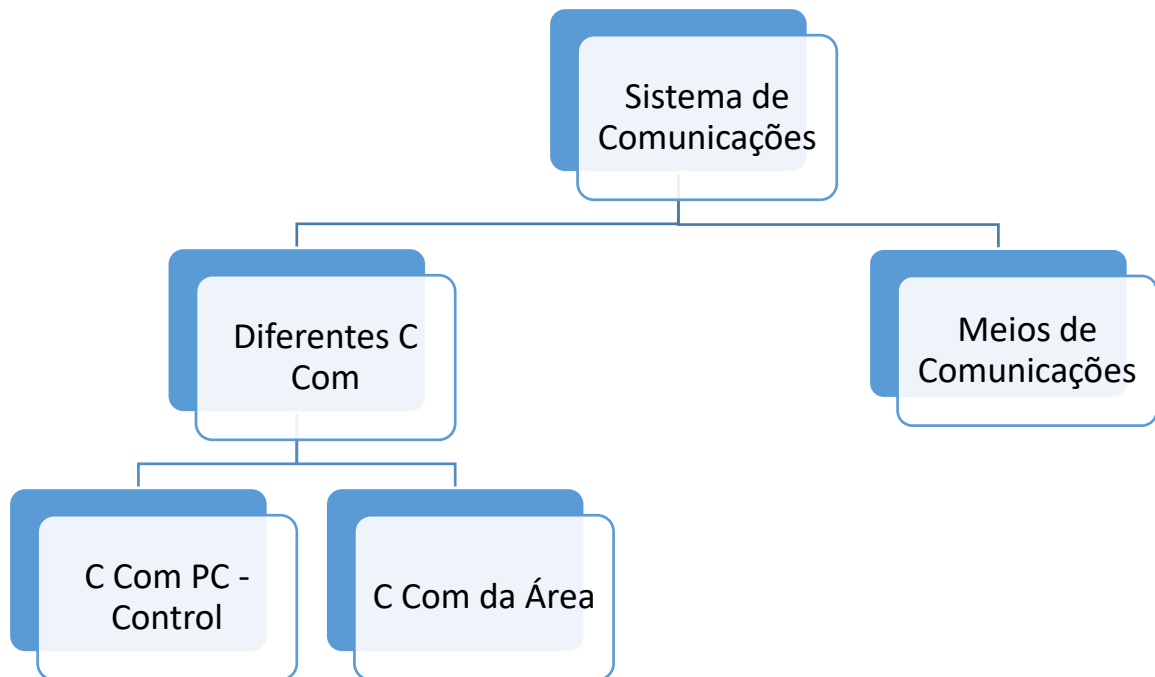 Sistema de
Comunicações
Diferentes C
Com
Meios de
Comunicações
C Com PC -
Control
C Com da Área